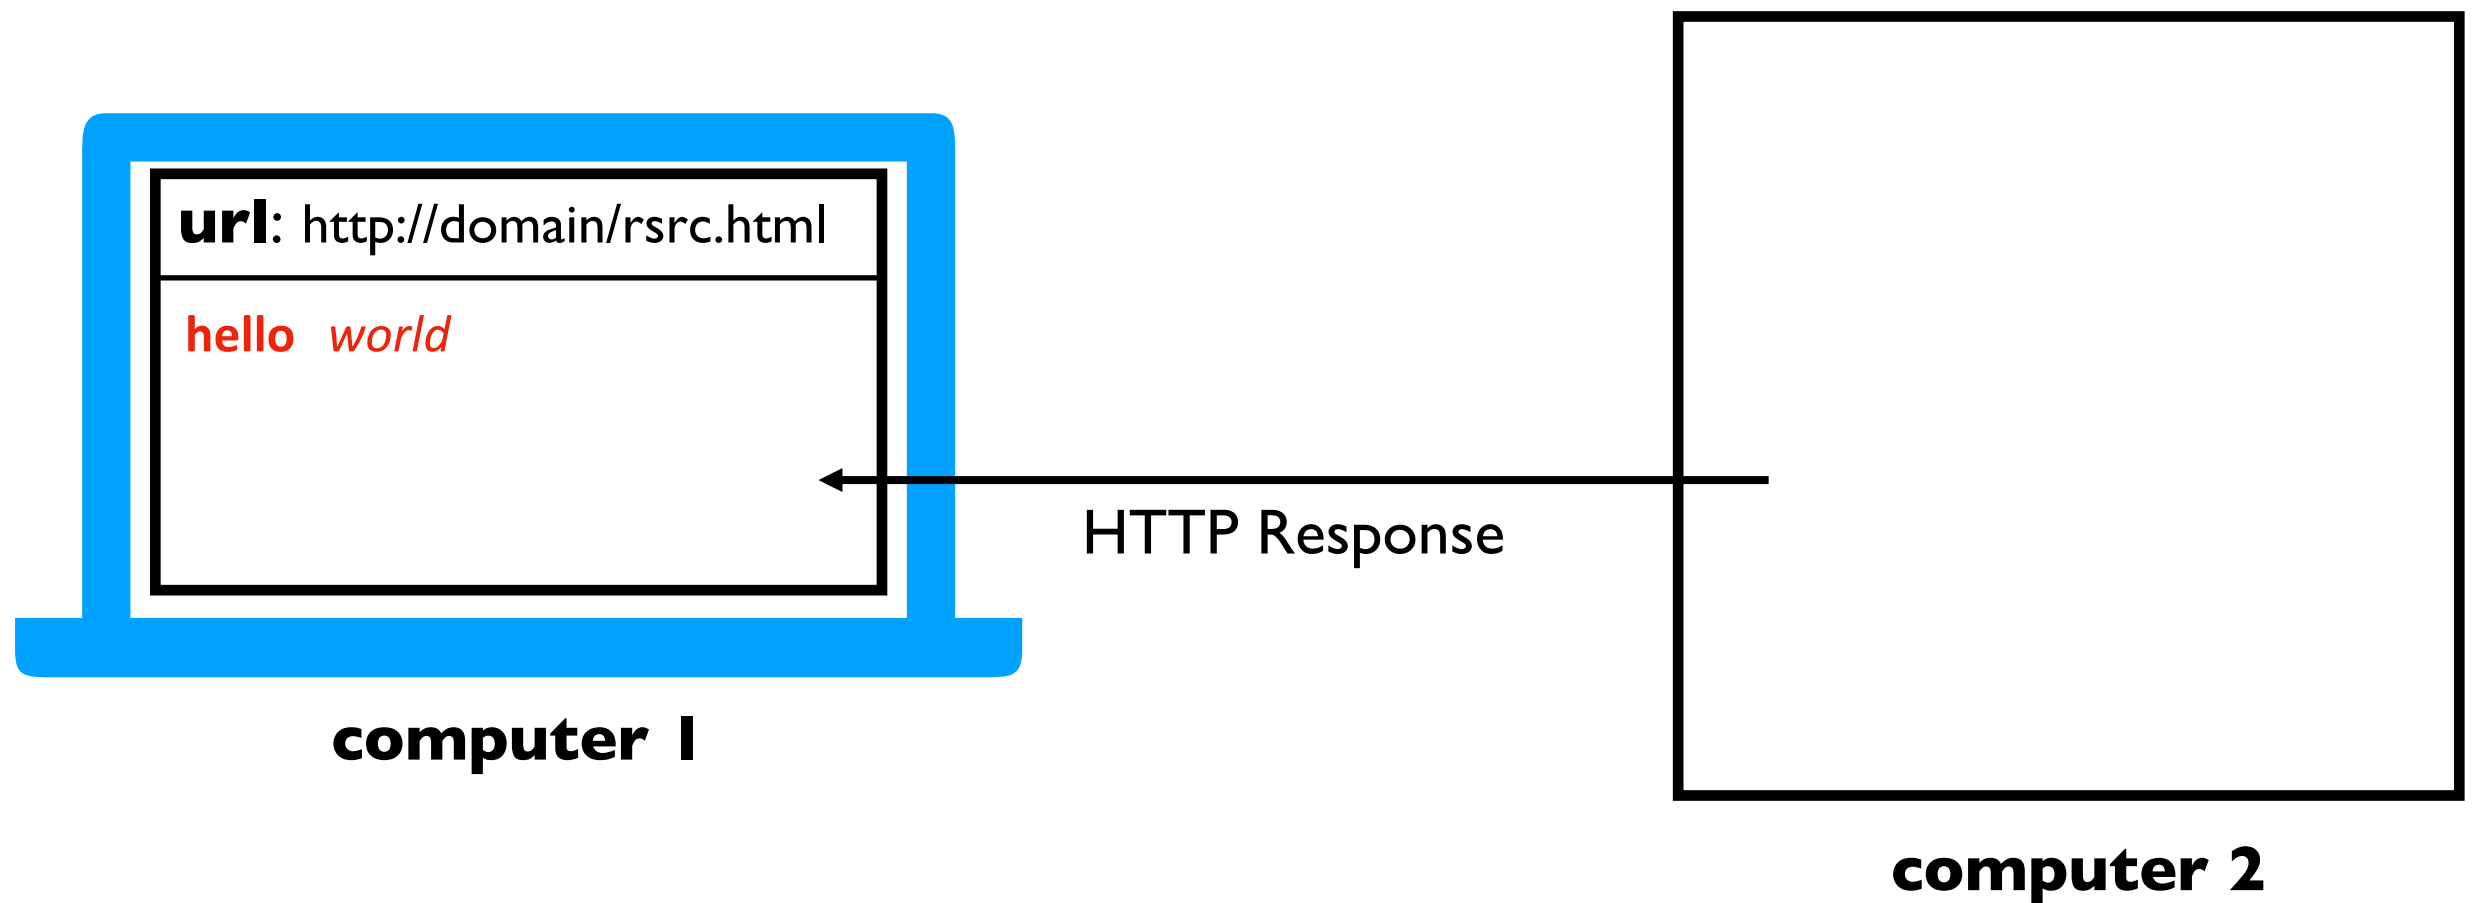 url: http://domain/rsrc.html
hello world
HTTP Response
computer 1
computer 2